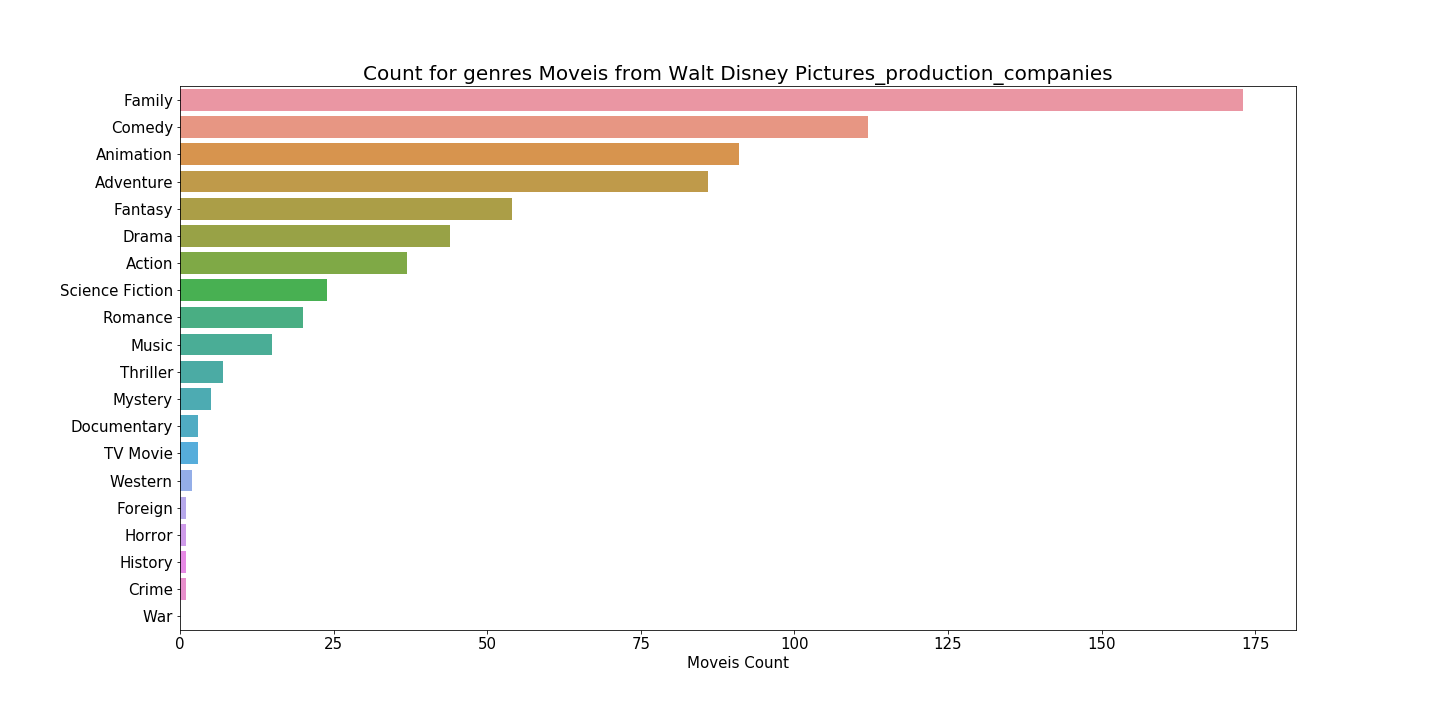 Count for genres Moveis from Walt Disney Pictures_production_companies
Family
Comedy
Animation
Adventure
Fantasy
Drama
Action
Science Fiction
Romance
Music
Thriller
Mystery
Documentary
TV Movie
Western
Foreign
Horror
History
Crime
War
0 25 50 75 100 125 150 175
Moveis Count